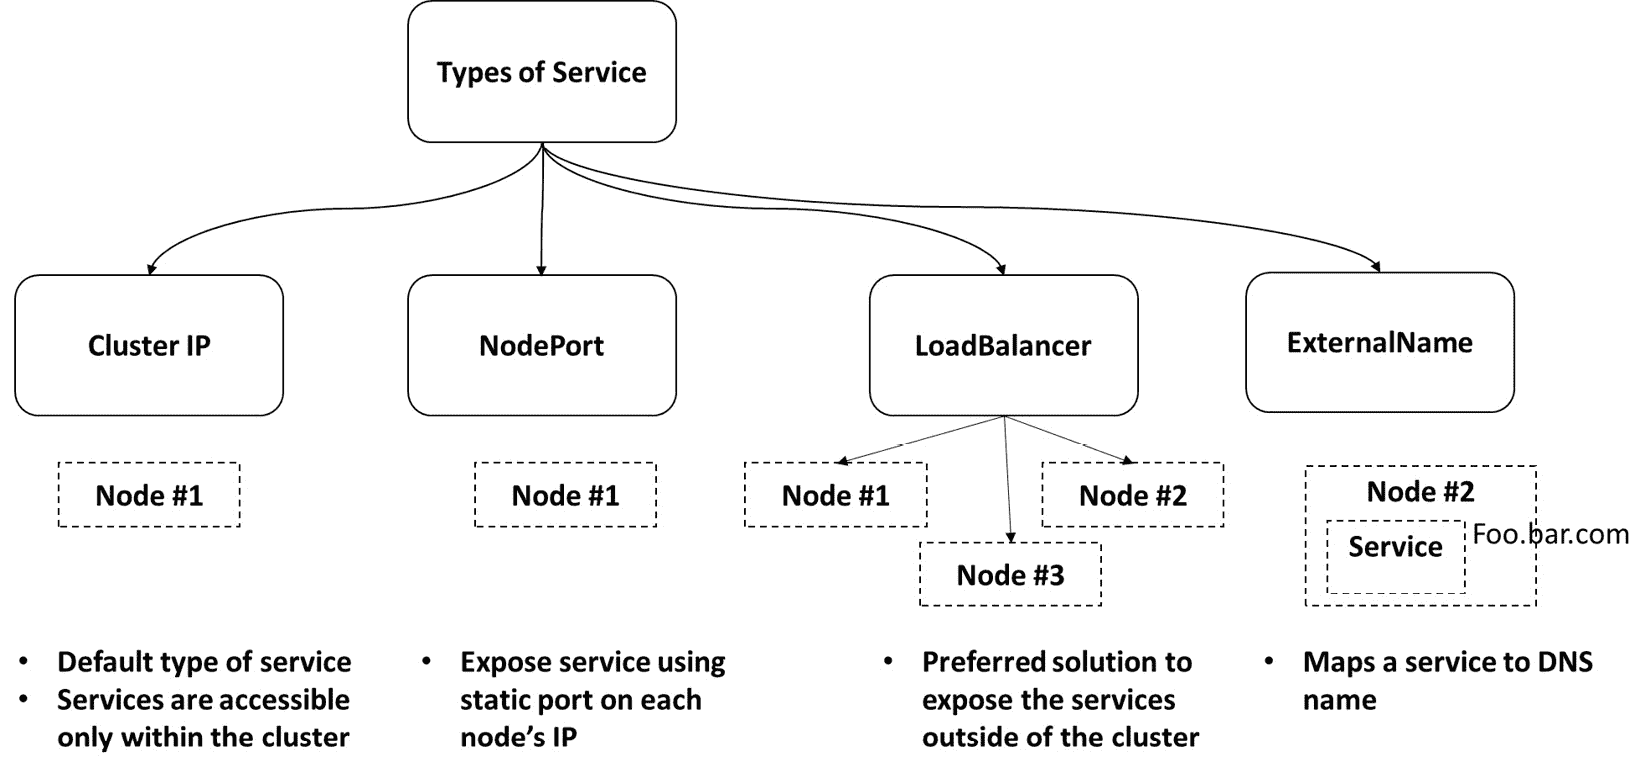 Types of Service
Cluster IP
NodePort
LoadBalancer
ExternalName
Node #1
Node #1
Node #1
Node #2
Node #3
Node #2
Service
Foo.bar.com
• Default type of service
• Services are accessible
only within the cluster
• Expose service using
static port on each
node's IP
• Preferred solution to
expose the services
outside of the cluster
• Maps a service to DNS
name